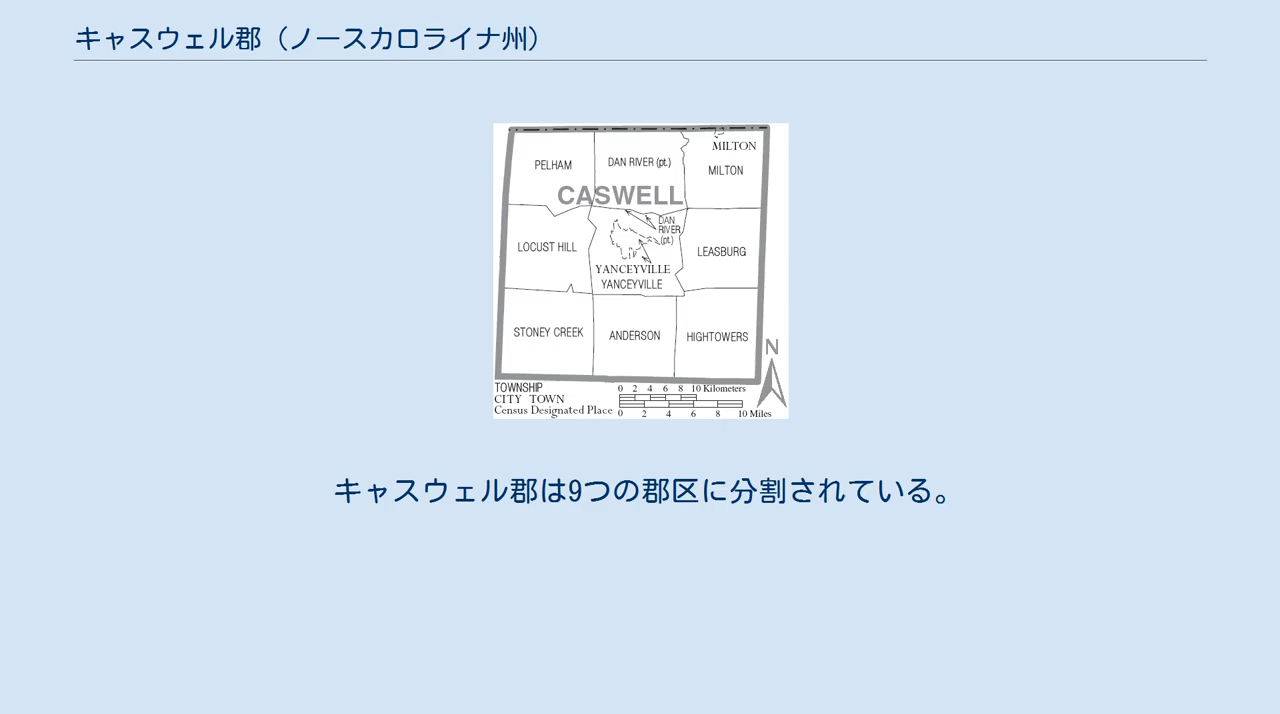 キャスウェル郡（ノースカロライナ州）
MILTON
PELHAM
DAN RIVER (pt.)
MILTON
CASWELL
DAN
RIVER
(pt.)
LOCUST HILL
LEASBURG
YANCEYVILLE
YANCEYVILLE
STONEY CREEK
ANDERSON
HIGHTOWERS
N
TOWNSHIP
0 2 4 6 8 10 Kilometers
CITY TOWN
Census Designated Place
0 2 4 6 8 10 Miles
キャスウェル郡は9つの郡区に分割されている。